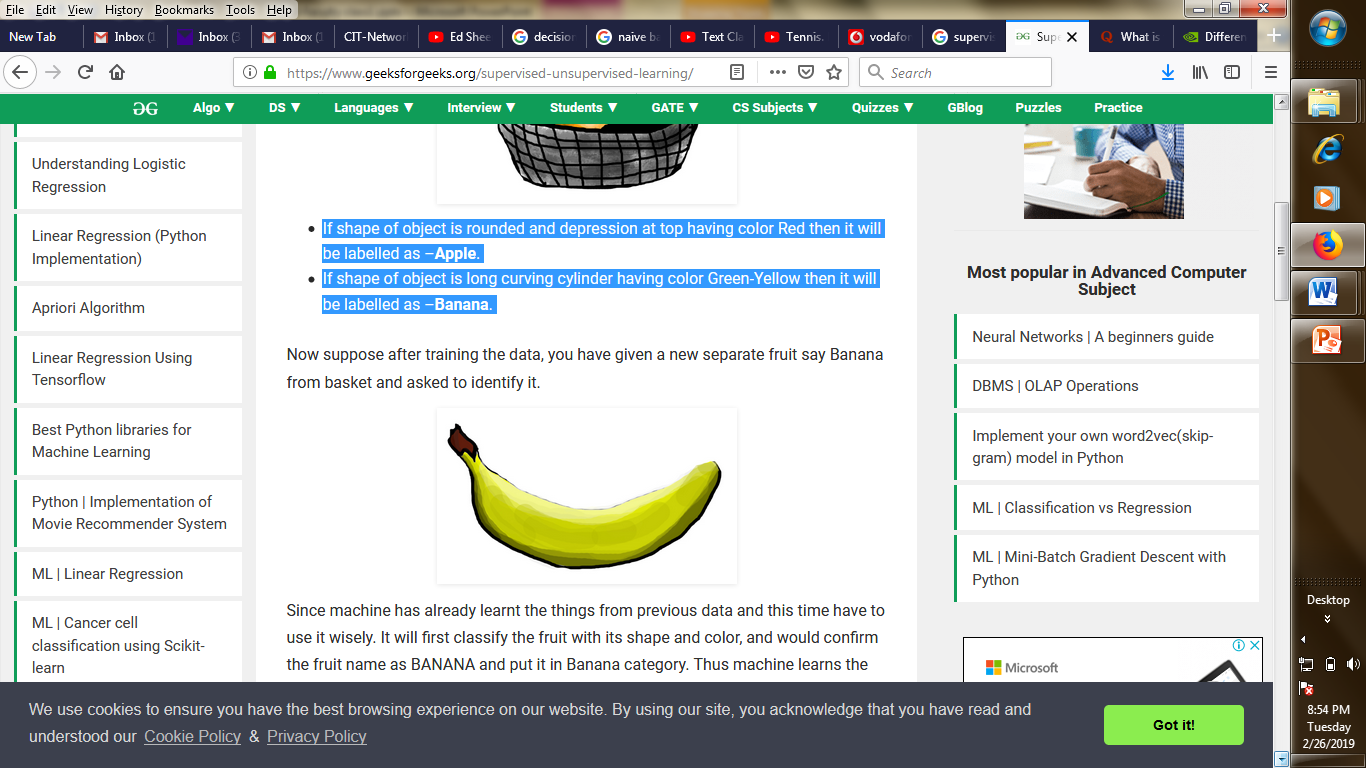 File Edit View History Bookmarks Tools Help
New Tab
Inbox (1
Inbox (3
Inbox (1
CIT-Networ
Ed Shee
decision
naive ba
Text Cla
Tennis.
vodafor
supervis
Supe
What is
Differen
https://www.geeksforgeeks.org/supervised-unsupervised-learning/
Search
Algo ▼ DS ▼ Languages ▼ Interview ▼ Students ▼ GATE ▼ CS Subjects ▼ Quizzes ▼ GBlog Puzzles Practice
Understanding Logistic
Regression
Linear Regression (Python
Implementation)
Apriori Algorithm
Linear Regression Using
Tensorflow
Best Python libraries for
Machine Learning
Python | Implementation of
Movie Recommender System
ML | Linear Regression
ML | Cancer cell
classification using Scikit-
learn
• If shape of object is rounded and depression at top having color Red then it will
be labelled as –Apple.
• If shape of object is long curving cylinder having color Green-Yellow then it will
be labelled as –Banana.
Now suppose after training the data, you have given a new separate fruit say Banana
from basket and asked to identify it.
Since machine has already learnt the things from previous data and this time have to
use it wisely. It will first classify the fruit with its shape and color, and would confirm
the fruit name as BANANA and put it in Banana category. Thus machine learns the
Most popular in Advanced Computer
Subject
Neural Networks | A beginners guide
DBMS | OLAP Operations
Implement your own word2vec(skip-
gram) model in Python
ML | Classification vs Regression
ML | Mini-Batch Gradient Descent with
Python
Microsoft
We use cookies to ensure you have the best browsing experience on our website. By using our site, you acknowledge that you have read and
understood our Cookie Policy & Privacy Policy
Got it!
Desktop
8:54 PM
Tuesday
2/26/2019